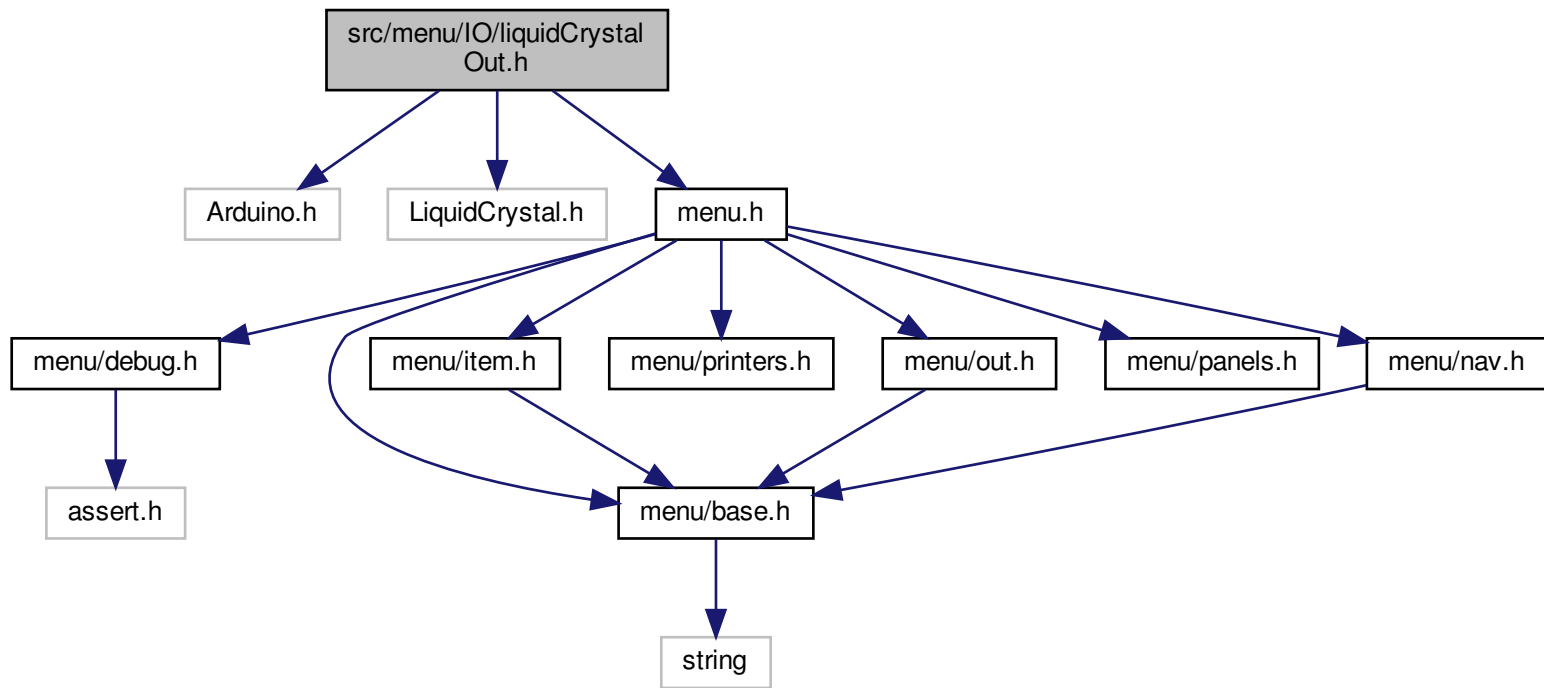 src/menu/IO/liquidCrystal
Out.h
Arduino.h
LiquidCrystal.h
menu.h
menu/debug.h
menu/item.h
menu/printers.h
menu/out.h
menu/panels.h
menu/nav.h
assert.h
menu/base.h
string